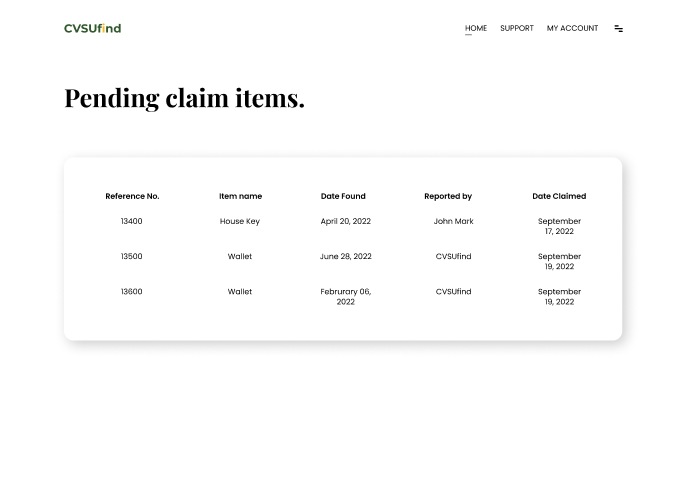 CVSUfind
HOME SUPPORT MY ACCOUNT
Pending claim items.
Reference No. Item name Date Found Reported by Date Claimed
13400 House Key April 20, 2022 John Mark September
17, 2022
13500 Wallet June 28, 2022 CVSUfind September
19, 2022
13600 Wallet Februrary 06, CVSUfind September
2022 19, 2022